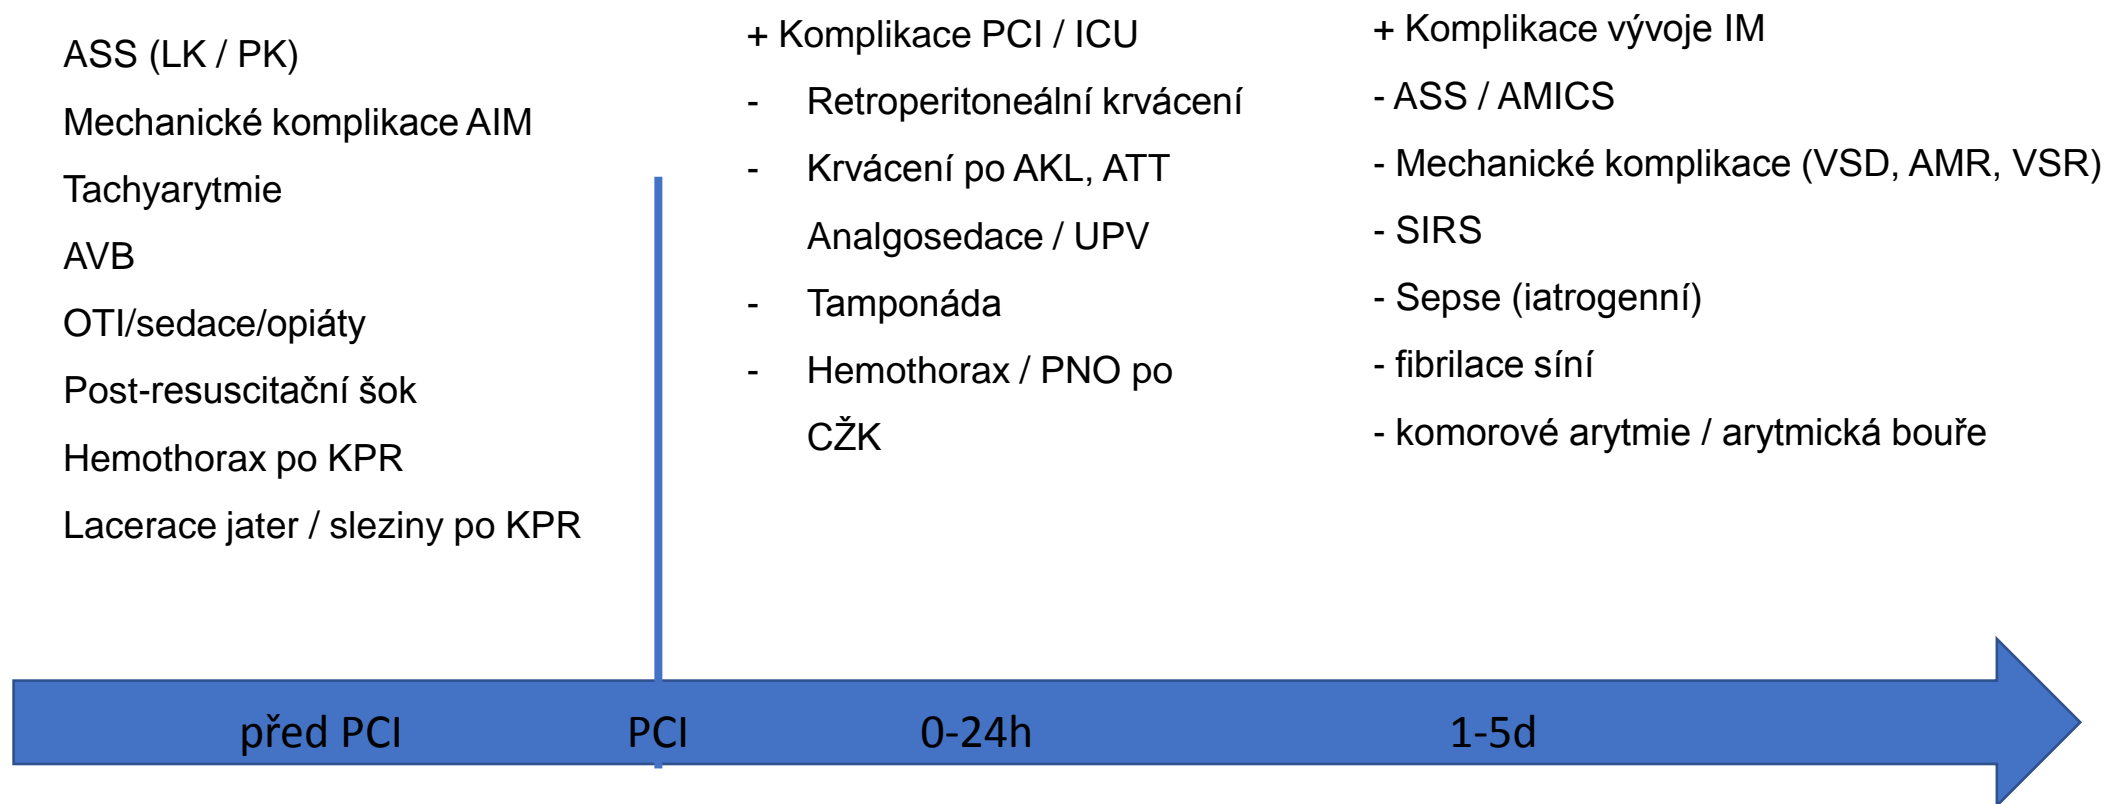 ASS (LK / PK)
Mechanické komplikace AIM
Tachyarytmie
AVB
OTI/sedace/opiáty
Post-resuscitační šok
Hemothorax po KPR
Lacerace jater / sleziny po KPR
+ Komplikace PCI / ICU
- Retroperitoneální krvácení
- Krvácení po AKL, ATT
Analgosedace / UPV
- Tamponáda
- Hemothorax / PNO po
CŽK
+ Komplikace vývoje IM
- ASS / AMICS
- Mechanické komplikace (VSD, AMR, VSR)
- SIRS
- Sepse (iatrogenní)
- fibrilace síní
- komorové arytmie / arytmická bouře
před PCI
PCI
0-24h
1-5d